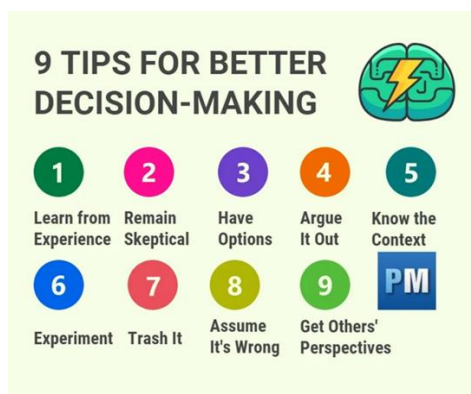 9 TIPS FOR BETTER
DECISION-MAKING
1
Learn from
Experience
2
Remain
Skeptical
3
Have
Options
4
Argue
It Out
5
Know the
Context
6
Experiment
7
Trash It
8
Assume
It's Wrong
9
Get Others'
Perspectives
PM